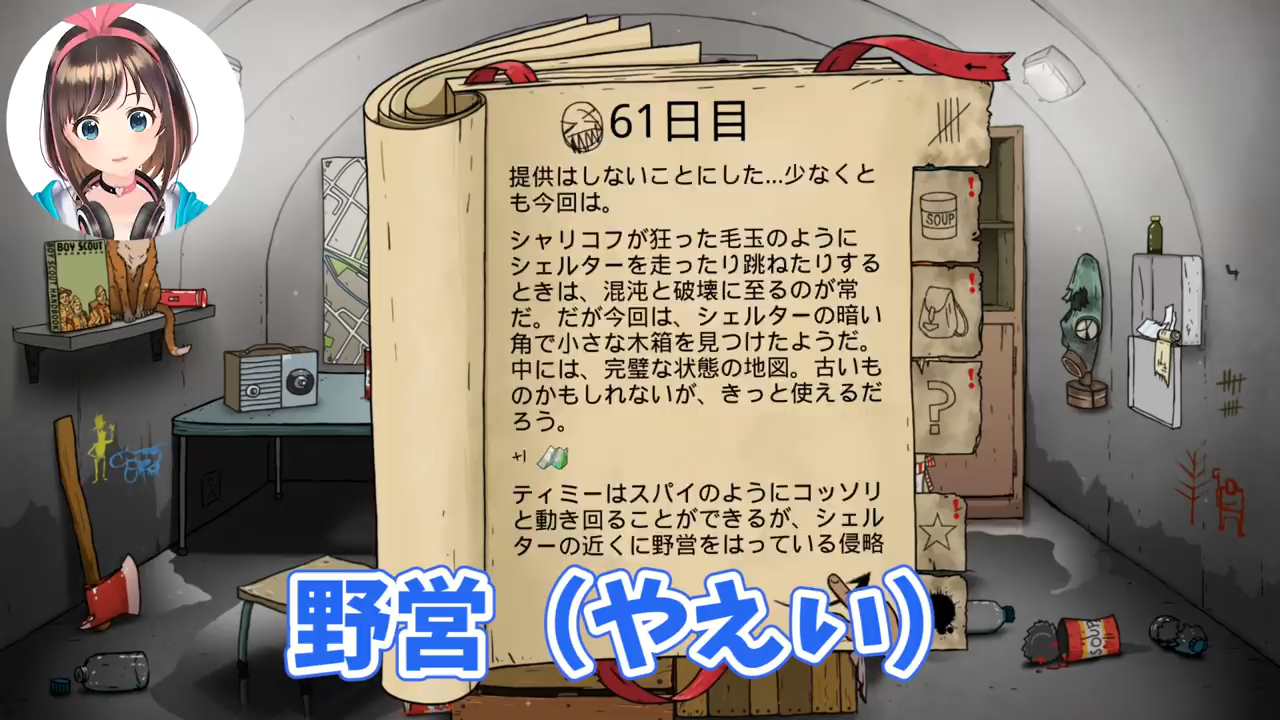 61日目
提供はしないことにした...少なくと
も今回は。
シャリコフが狂った毛玉のように
シェルターを走ったり跳ねたりする
ときは、混沌と破壊に至るのが常
だ。だが今回は、シェルターの暗い
角で小さな木箱を見つけたようだ。
中には、完璧な状態の地図。古いも
のかもしれないが、きっと使えるだ
ろう。
+1
ティミーはスパイのようにコッソリ
と動き回ることができるが、シェル
ターの近くに野営をはっている侵略
野営（やえい）
BOY SCOUT
BOY SCOUT HANDBOOK
SOUP
?
SOUP